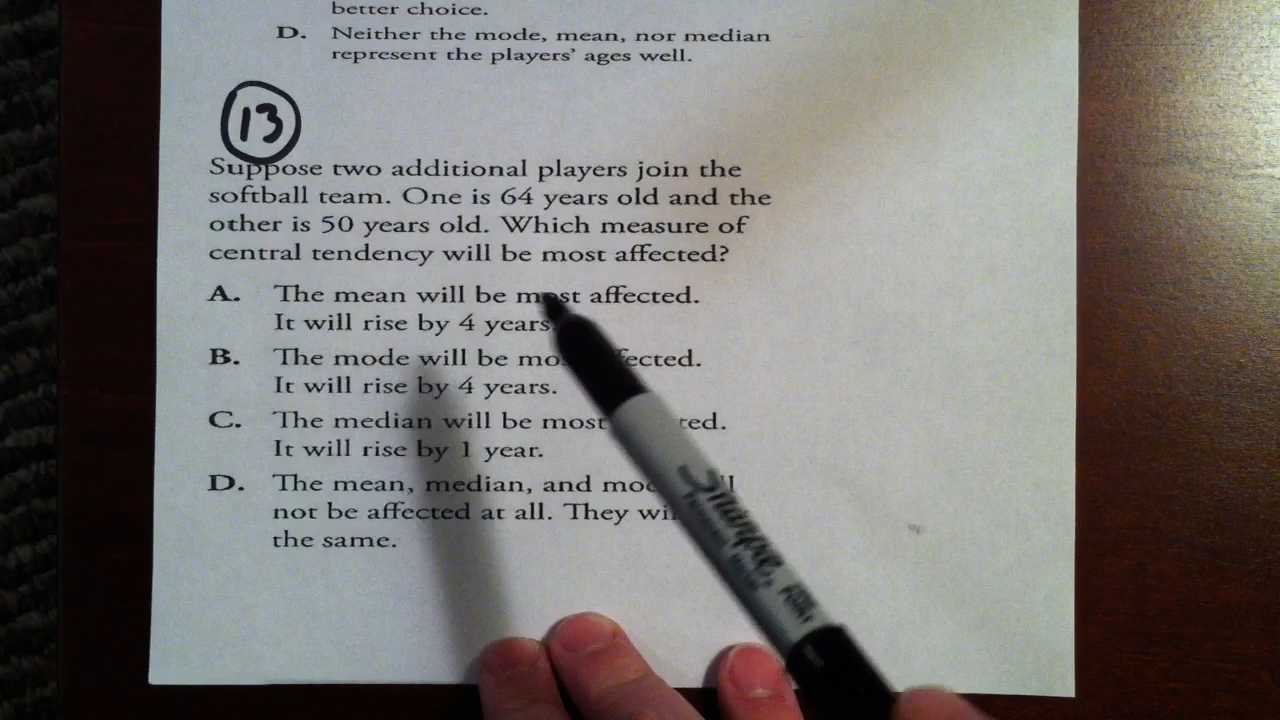 better choice.
D. Neither the mode, mean, nor median
represent the players' ages well.
13
Suppose two additional players join the
softball team. One is 64 years old and the
other is 50 years old. Which measure of
central tendency will be most affected?
A. The mean will be most affected.
It will rise by 4 years.
B. The mode will be
It will rise by 4 years.
C. The median will be most
It will rise by 1 year.
D. The mean, median, and
not be affected at all. They
the same.
Sharpie